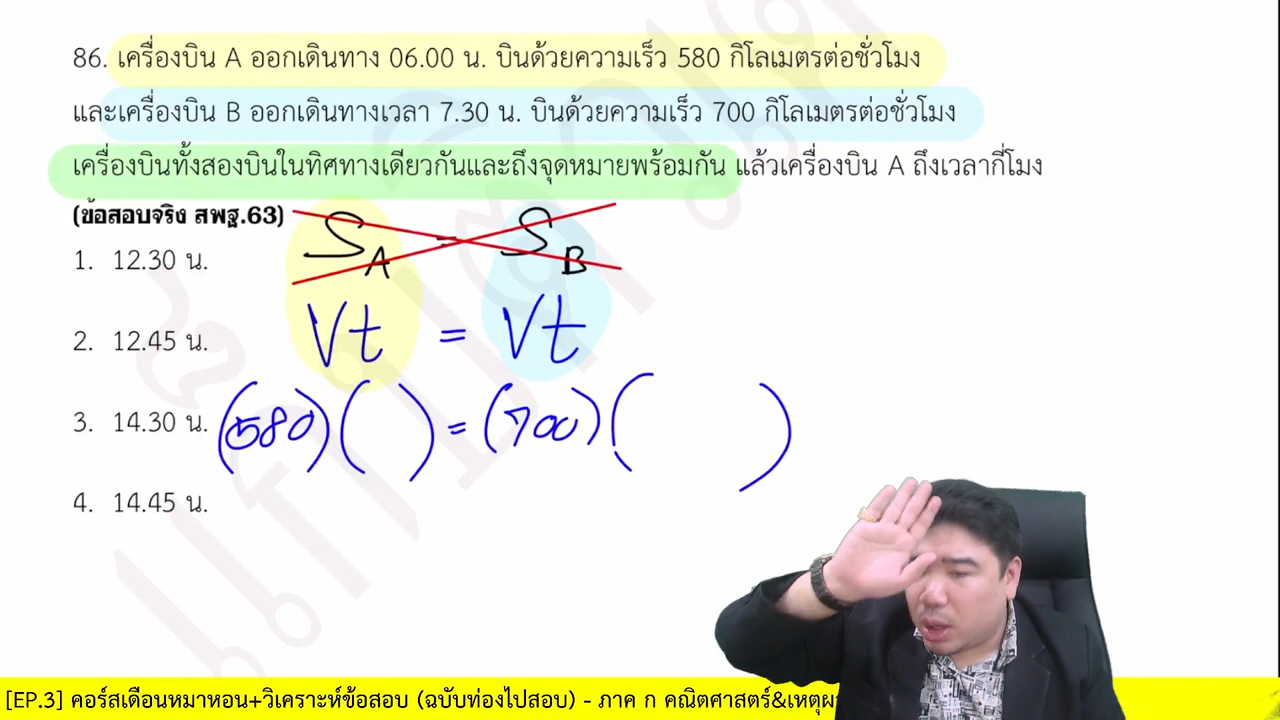 86. เครื่องบิน A ออกเดินทาง 06.00 น. บินด้วยความเร็ว 580 กิโลเมตรต่อชั่วโมง
และเครื่องบิน B ออกเดินทางเวลา 7.30 น. บินด้วยความเร็ว 700 กิโลเมตรต่อชั่วโมง
เครื่องบินทั้งสองบินในทิศทางเดียวกันและถึงจุดหมายพร้อมกัน แล้วเครื่องบิน A ถึงเวลากี่โมง
(ข้อสอบจริง สพฐ.63)
S A = S B
1. 12.30 น.
Vt = Vt
2. 12.45 น.
(580)( ) = (700)( )
3. 14.30 น.
4. 14.45 น.
[EP.3] คอร์สเดือนหมาหอน+วิเคราะห์ข้อสอบ (ฉบับท่องไปสอบ) - ภาค ก คณิตศาสตร์&เหตุผ